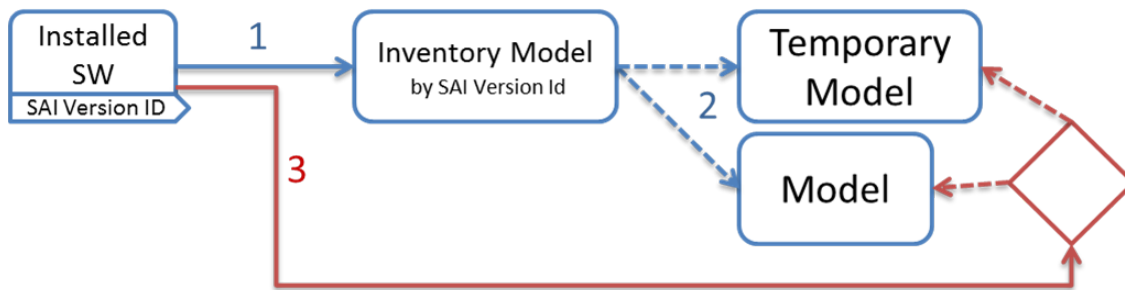 Installed
SW
SAI Version ID
1
Inventory Model
by SAI Version Id
2
Temporary
Model
Model
3